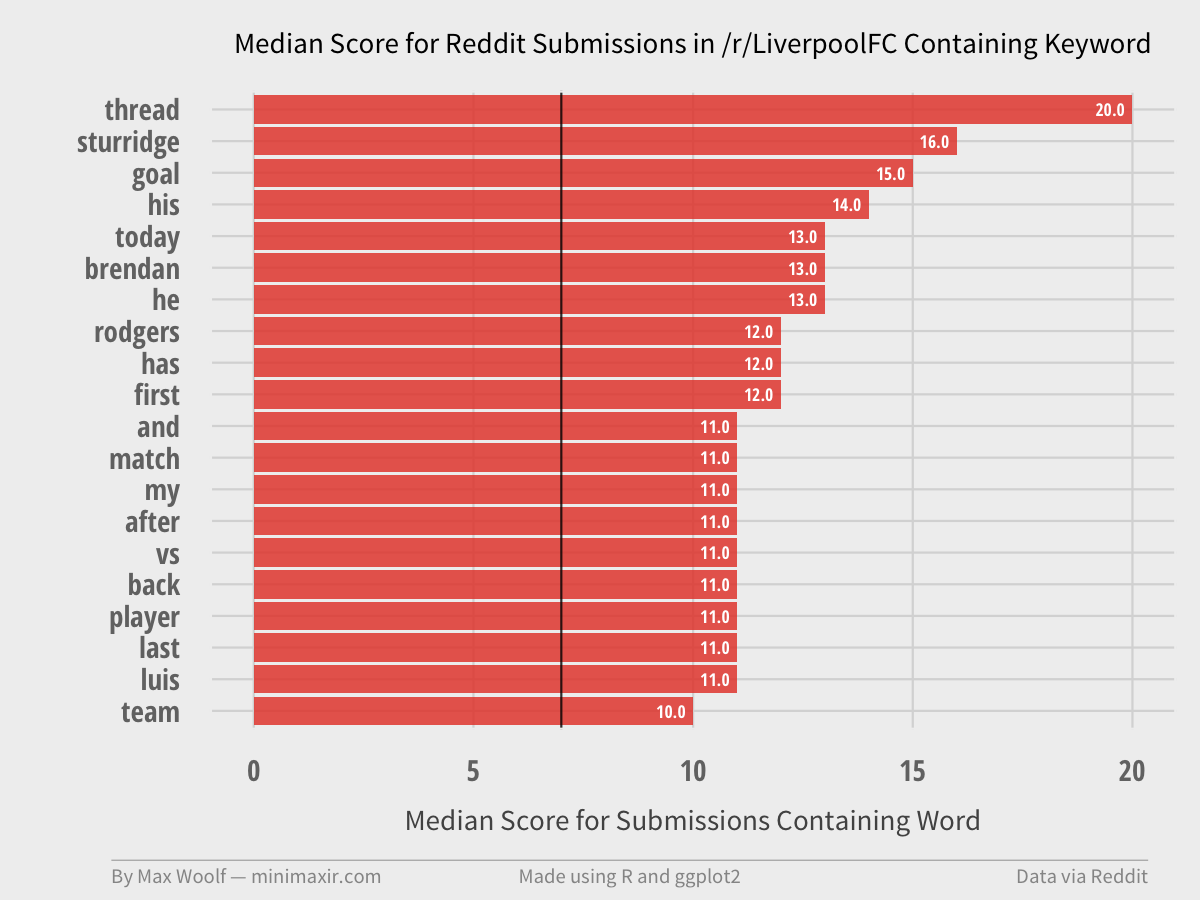 Median Score for Reddit Submissions in /r/LiverpoolFC Containing Keyword
thread 20.0
sturridge 16.0
goal 15.0
his 14.0
today 13.0
brendan 13.0
he 13.0
rodgers 12.0
has 12.0
first 12.0
and 11.0
match 11.0
my 11.0
after 11.0
vs 11.0
back 11.0
player 11.0
last 11.0
luis 11.0
team 10.0
0 5 10 15 20
Median Score for Submissions Containing Word
By Max Woolf — minimaxir.com Made using R and ggplot2 Data via Reddit